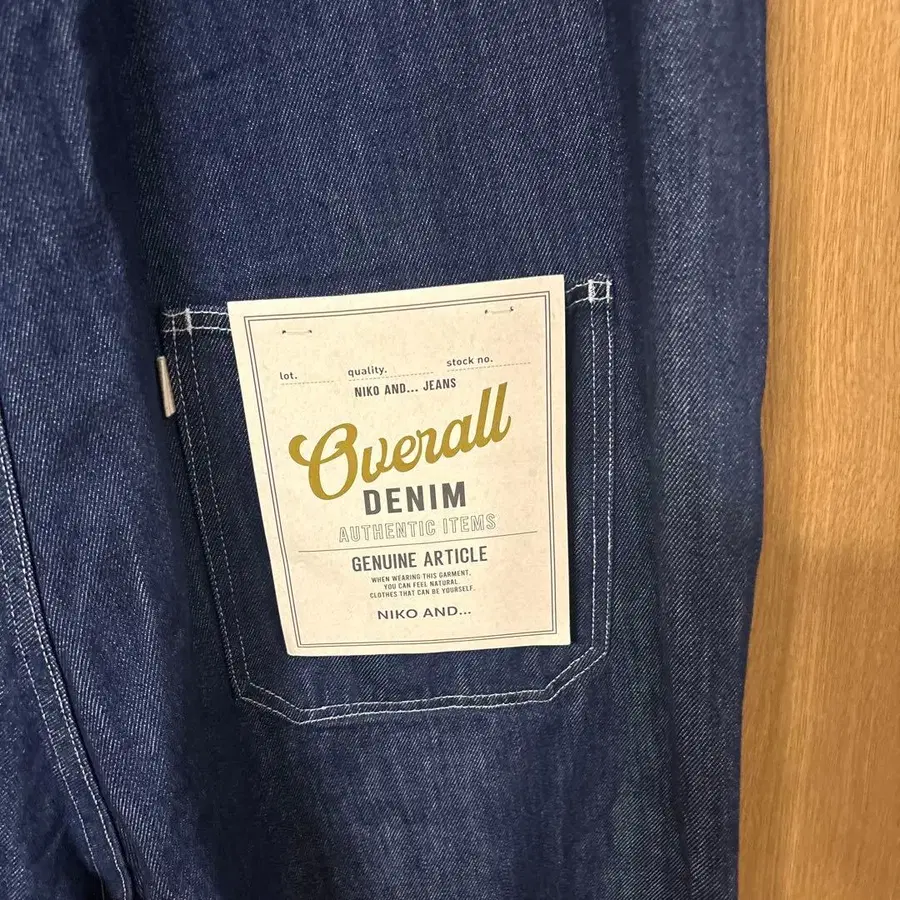 lot. quality. stock no.
NIKO AND... JEANS
Overall
DENIM
AUTHENTIC ITEMS
GENUINE ARTICLE
WHEN WEARING THIS GARMENT,
YOU CAN FEEL NATURAL.
CLOTHES THAT CAN BE YOURSELF.
NIKO AND...